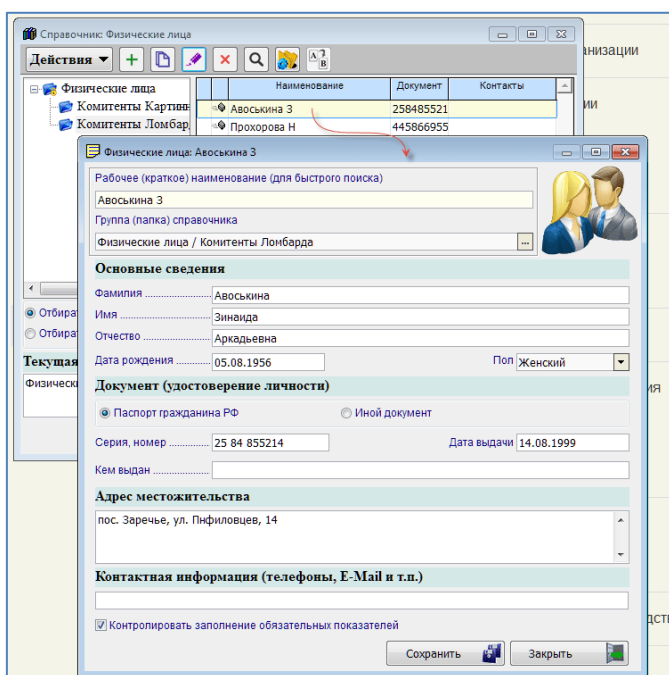 Справочник: Физические лица
низации
Действия
Физические лица
Комитенты Картинн
Комитенты Ломбар
Наименование Документ Контакты
Авоськина З 258485521
Прохорова Н 445866955
ии
Физические лица: Авоськина З
Рабочее (краткое) наименование (для быстрого поиска)
Авоськина З
Группа (папка) справочника
Физические лица / Комитенты Ломбарда ...
Основные сведения
Фамилия ........................ Авоськина
Имя ................................ Зинаида
Отчество ........................ Аркадьевна
Дата рождения ............ 05.08.1956 Пол Женский
Отбира
Отбира
Текущая
Физически
Документ (удостоверение личности)
ия
Паспорт гражданина РФ Иной документ
Серия, номер .............. 25 84 855214 Дата выдачи 14.08.1999
Кем выдан ....................
Адрес местожительства
пос. Заречье, ул. Пнфиловцев, 14
Контактная информация (телефоны, E-Mail и т.п.)
Контролировать заполнение обязательных показателей
дств
Сохранить Закрыть